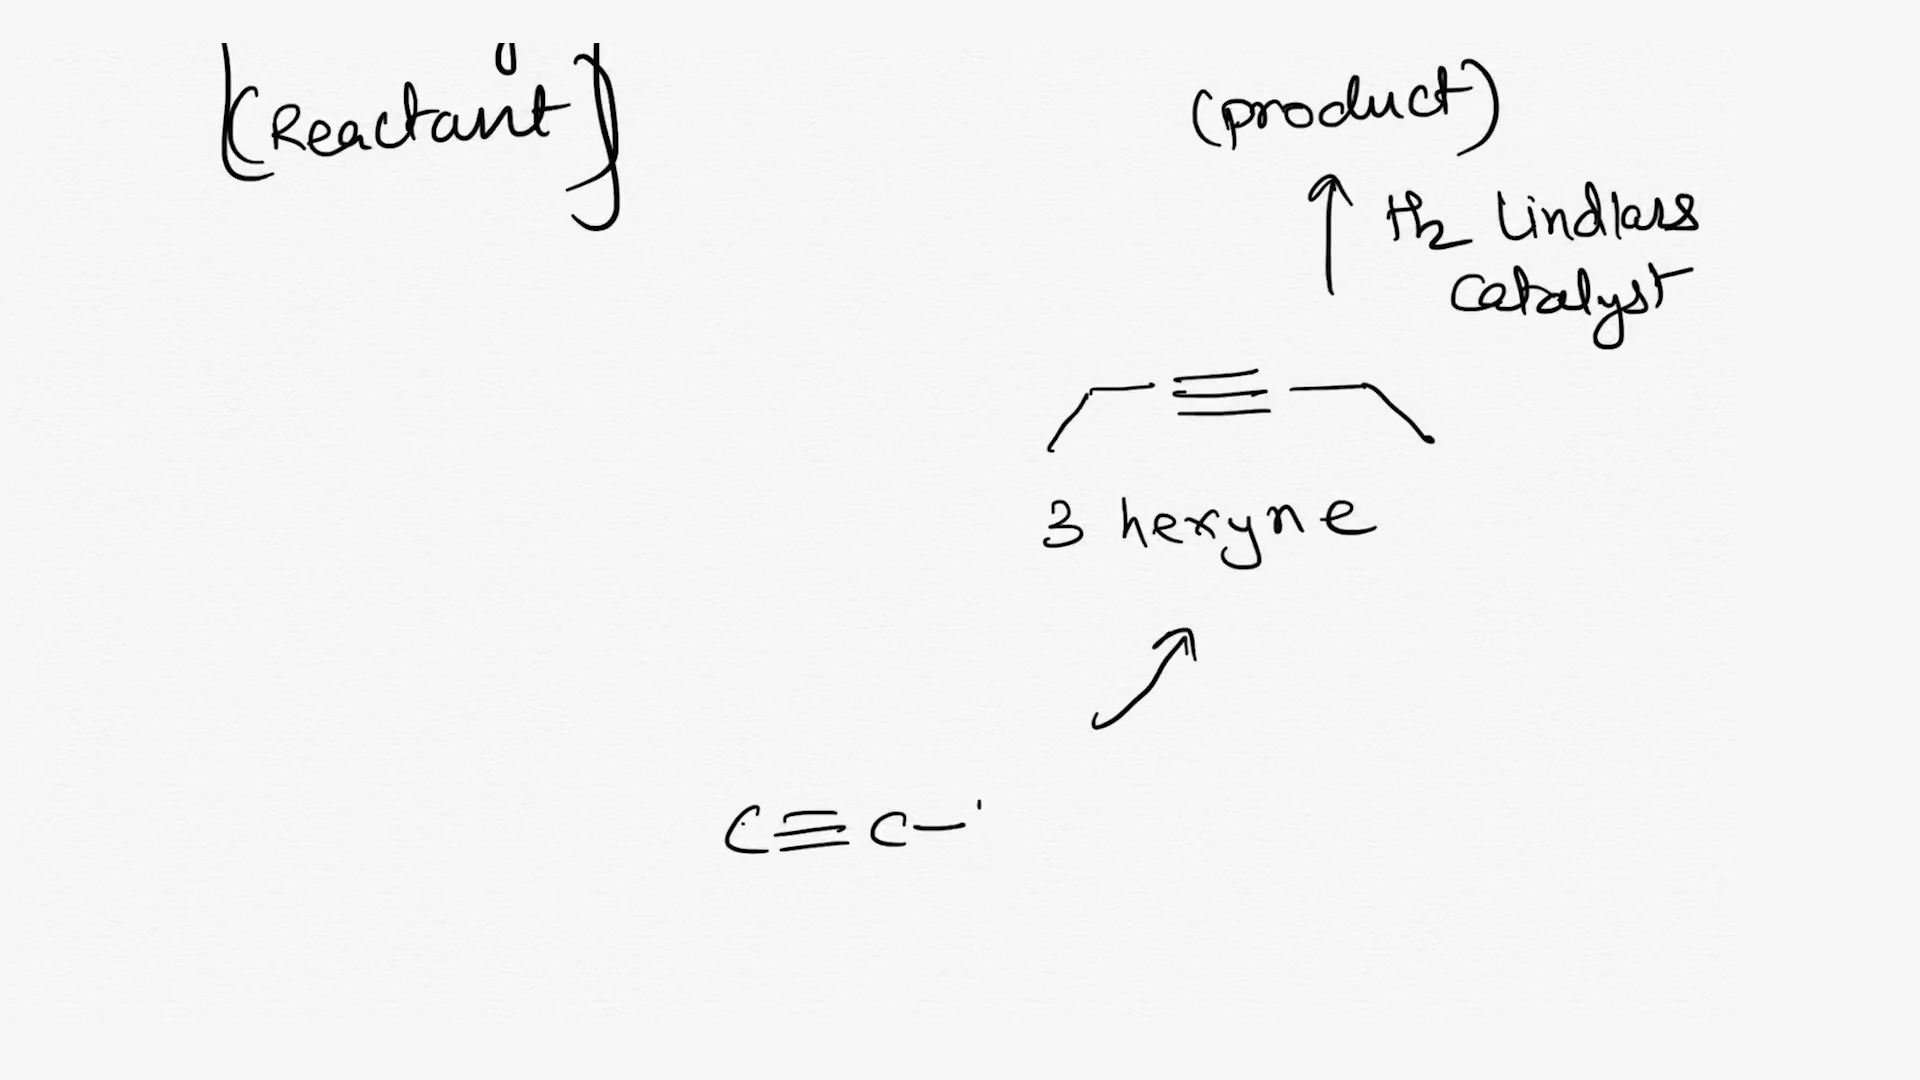 (Reactant)
(product)
H2 Lindlars
Catalyst
3 hexyne
C≡C-